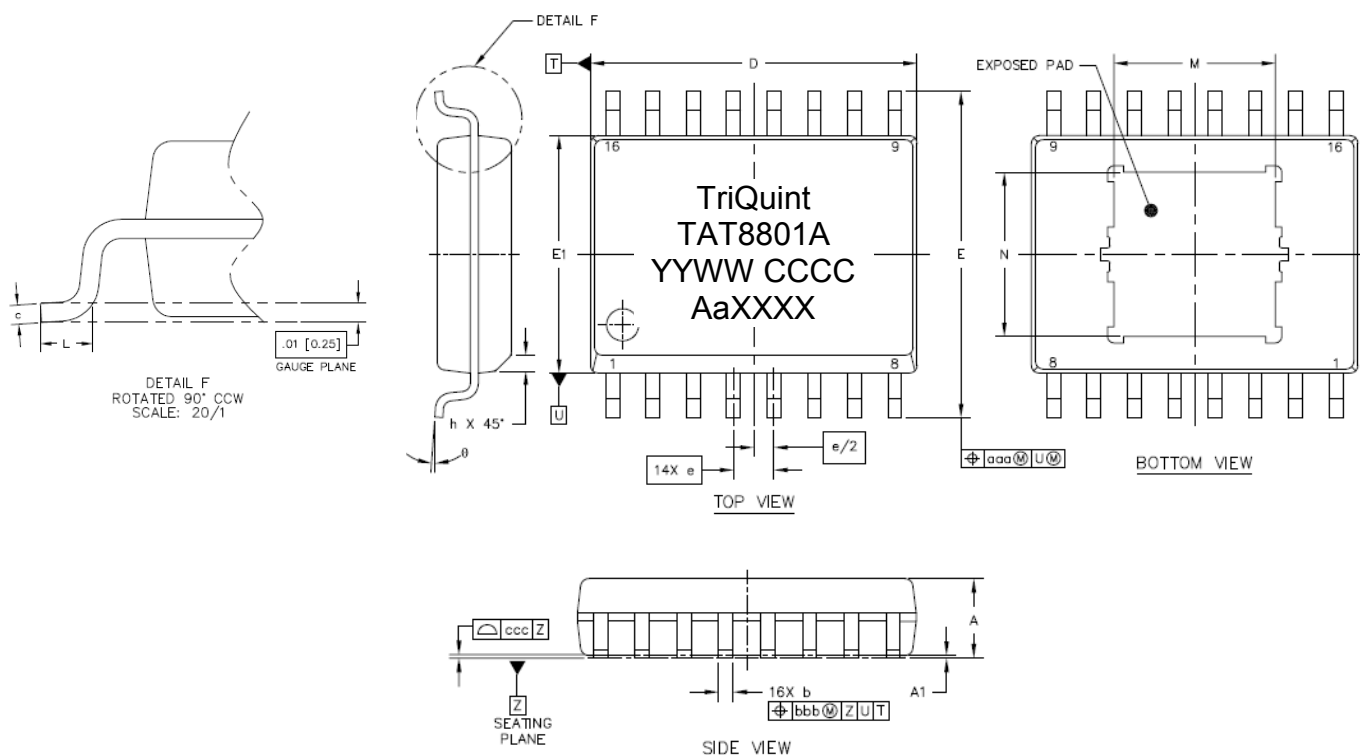 DETAIL F
T
D
EXPOSED PAD
M
16
9
9
16
TriQuint
TAT8801A
YYWW CCCC
AaXXXX
E1
E
N
c
L
.01 [0.25]
GAUGE PLANE
DETAIL F
ROTATED 90° CCW
SCALE: 20/1
1
8
8
1
U
h X 45°
θ
e/2
14X e
TOP VIEW
⌖ aaa Ⓜ U Ⓜ
BOTTOM VIEW
⌓ ccc Z
A
Z
SEATING
PLANE
16X b
A1
⌖ bbb Ⓜ Z U T
SIDE VIEW